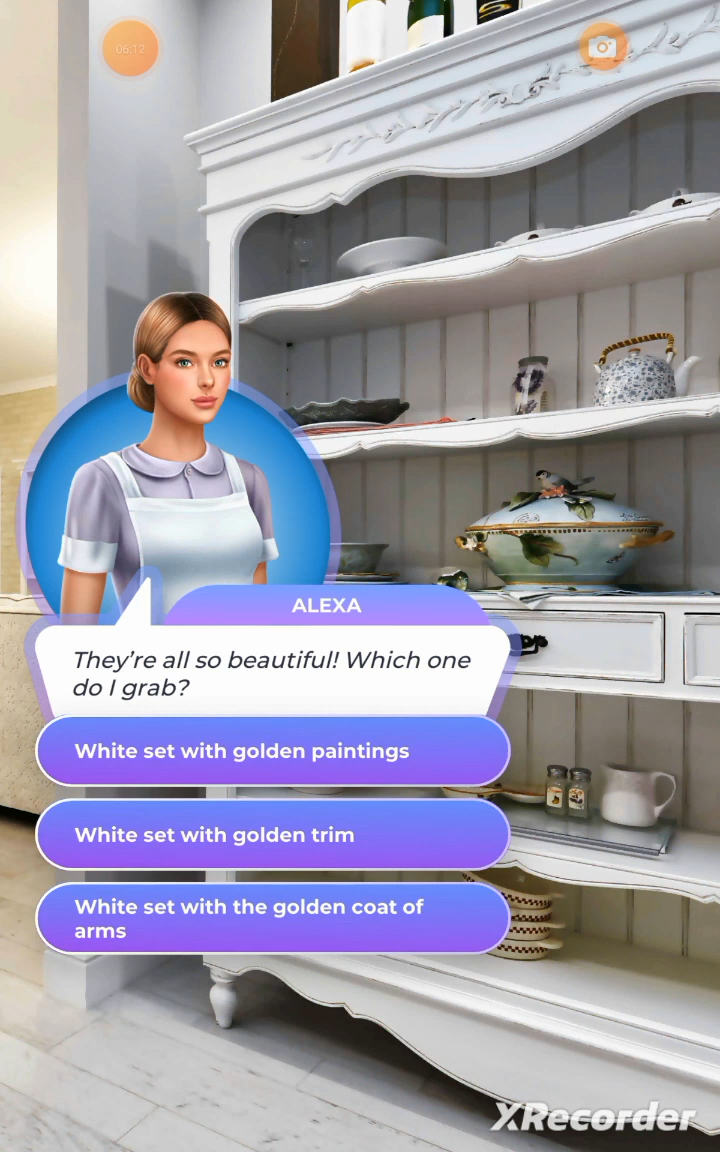 06:12
ALEXA
They're all so beautiful! Which one
do I grab?
White set with golden paintings
White set with golden trim
White set with the golden coat of
arms
XRecorder